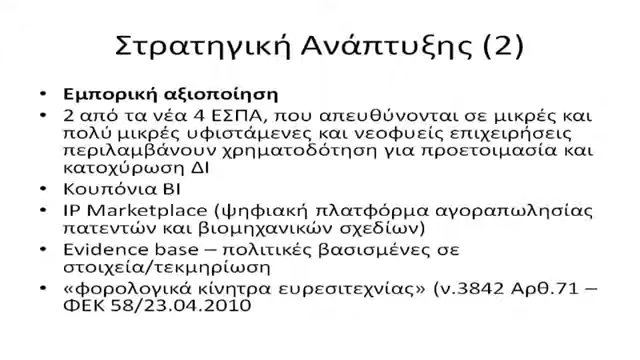 Στρατηγική Ανάπτυξης (2)
• Εμπορική αξιοποίηση
• 2 από τα νέα 4 ΕΣΠΑ, που απευθύνονται σε μικρές και
πολύ μικρές υφιστάμενες και νεοφυείς επιχειρήσεις
περιλαμβάνουν χρηματοδότηση για προετοιμασία και
κατοχύρωση ΔΙ
• Κουπόνια ΒΙ
• IP Marketplace (ψηφιακή πλατφόρμα αγοραπωλησίας
πατεντών και βιομηχανικών σχεδίων)
• Evidence base – πολιτικές βασισμένες σε
στοιχεία/τεκμηρίωση
• «φορολογικά κίνητρα ευρεσιτεχνίας» (ν.3842 Αρθ.71 –
ΦΕΚ 58/23.04.2010